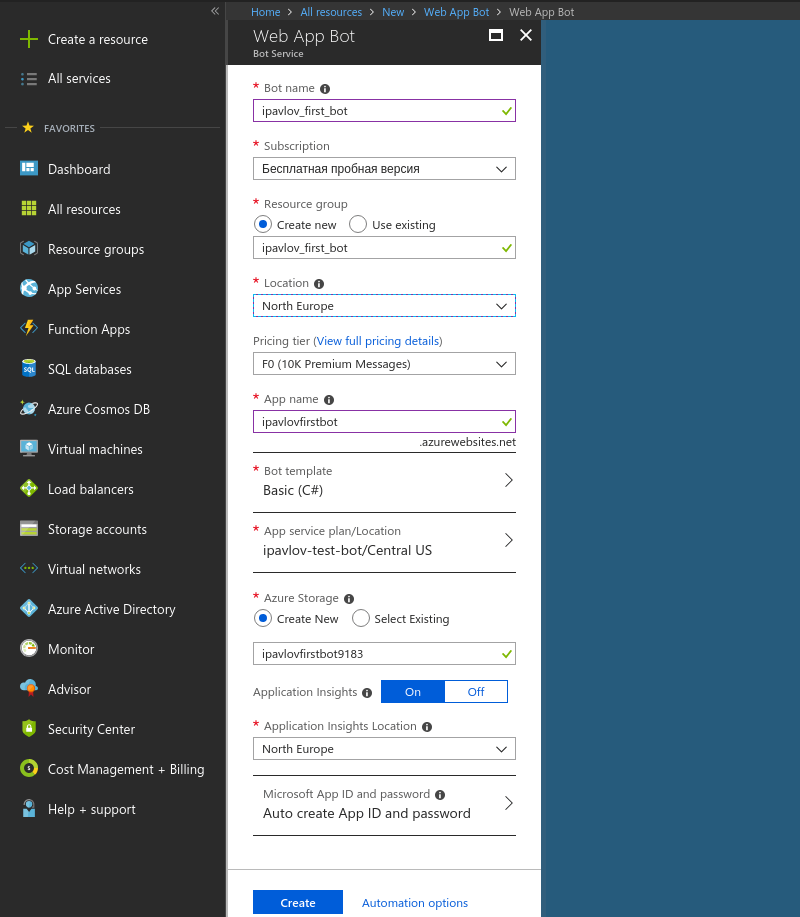 «
Home > All resources > New > Web App Bot > Web App Bot
Create a resource
All services
FAVORITES
Dashboard
All resources
Resource groups
App Services
Function Apps
SQL databases
Azure Cosmos DB
Virtual machines
Load balancers
Storage accounts
Virtual networks
Azure Active Directory
Monitor
Advisor
Security Center
Cost Management + Billing
Help + support
Web App Bot
Bot Service
* Bot name
ipavlov_first_bot
* Subscription
Бесплатная пробная версия
* Resource group
Create new Use existing
ipavlov_first_bot
* Location
North Europe
Pricing tier (View full pricing details)
F0 (10K Premium Messages)
* App name
ipavlovfirstbot
.azurewebsites.net
* Bot template
Basic (C#)
* App service plan/Location
ipavlov-test-bot/Central US
* Azure Storage
Create New Select Existing
ipavlovfirstbot9183
Application Insights On Off
* Application Insights Location
North Europe
Microsoft App ID and password
Auto create App ID and password
Create Automation options